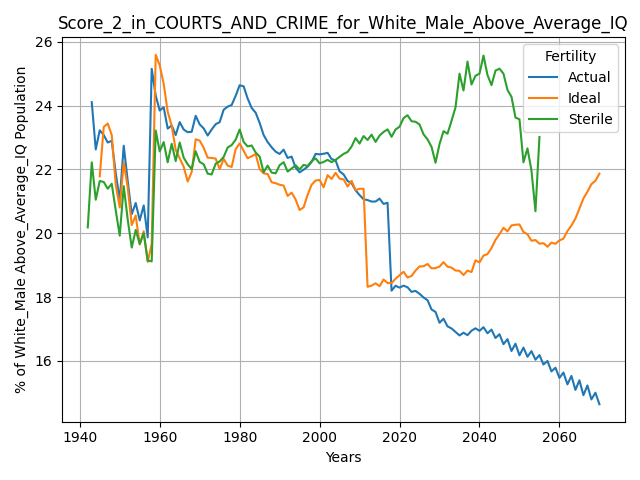 Score_2_in_COURTS_AND_CRIME_for_White_Male_Above_Average_IQ
26
24
22
20
18
16
% of White_Male Above_Average_IQ Population
Fertility
Actual
Ideal
Sterile
1940 1960 1980 2000 2020 2040 2060
Years